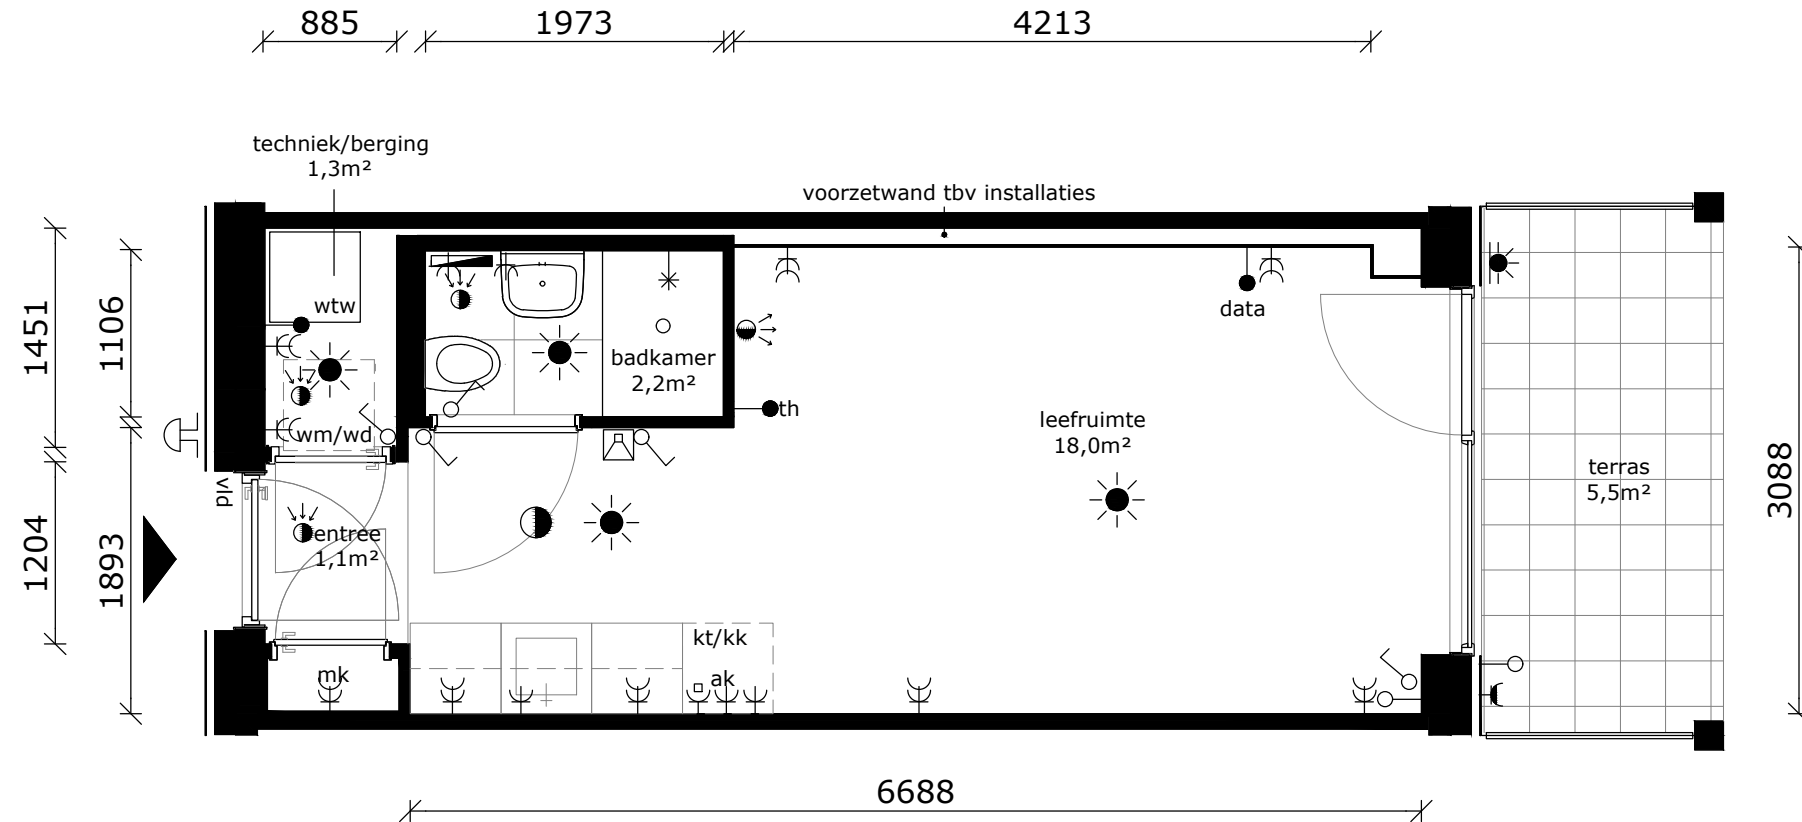 885
1973
4213
techniek/berging
1,3m²
voorzetwand tbv installaties
1451
1106
wtw
data
badkamer
2,2m²
th
leefruimte
18,0m²
wm/wd
vld
terras
5,5m²
3088
entree
1,1m²
1204
1893
kt/kk
mk
ak
6688